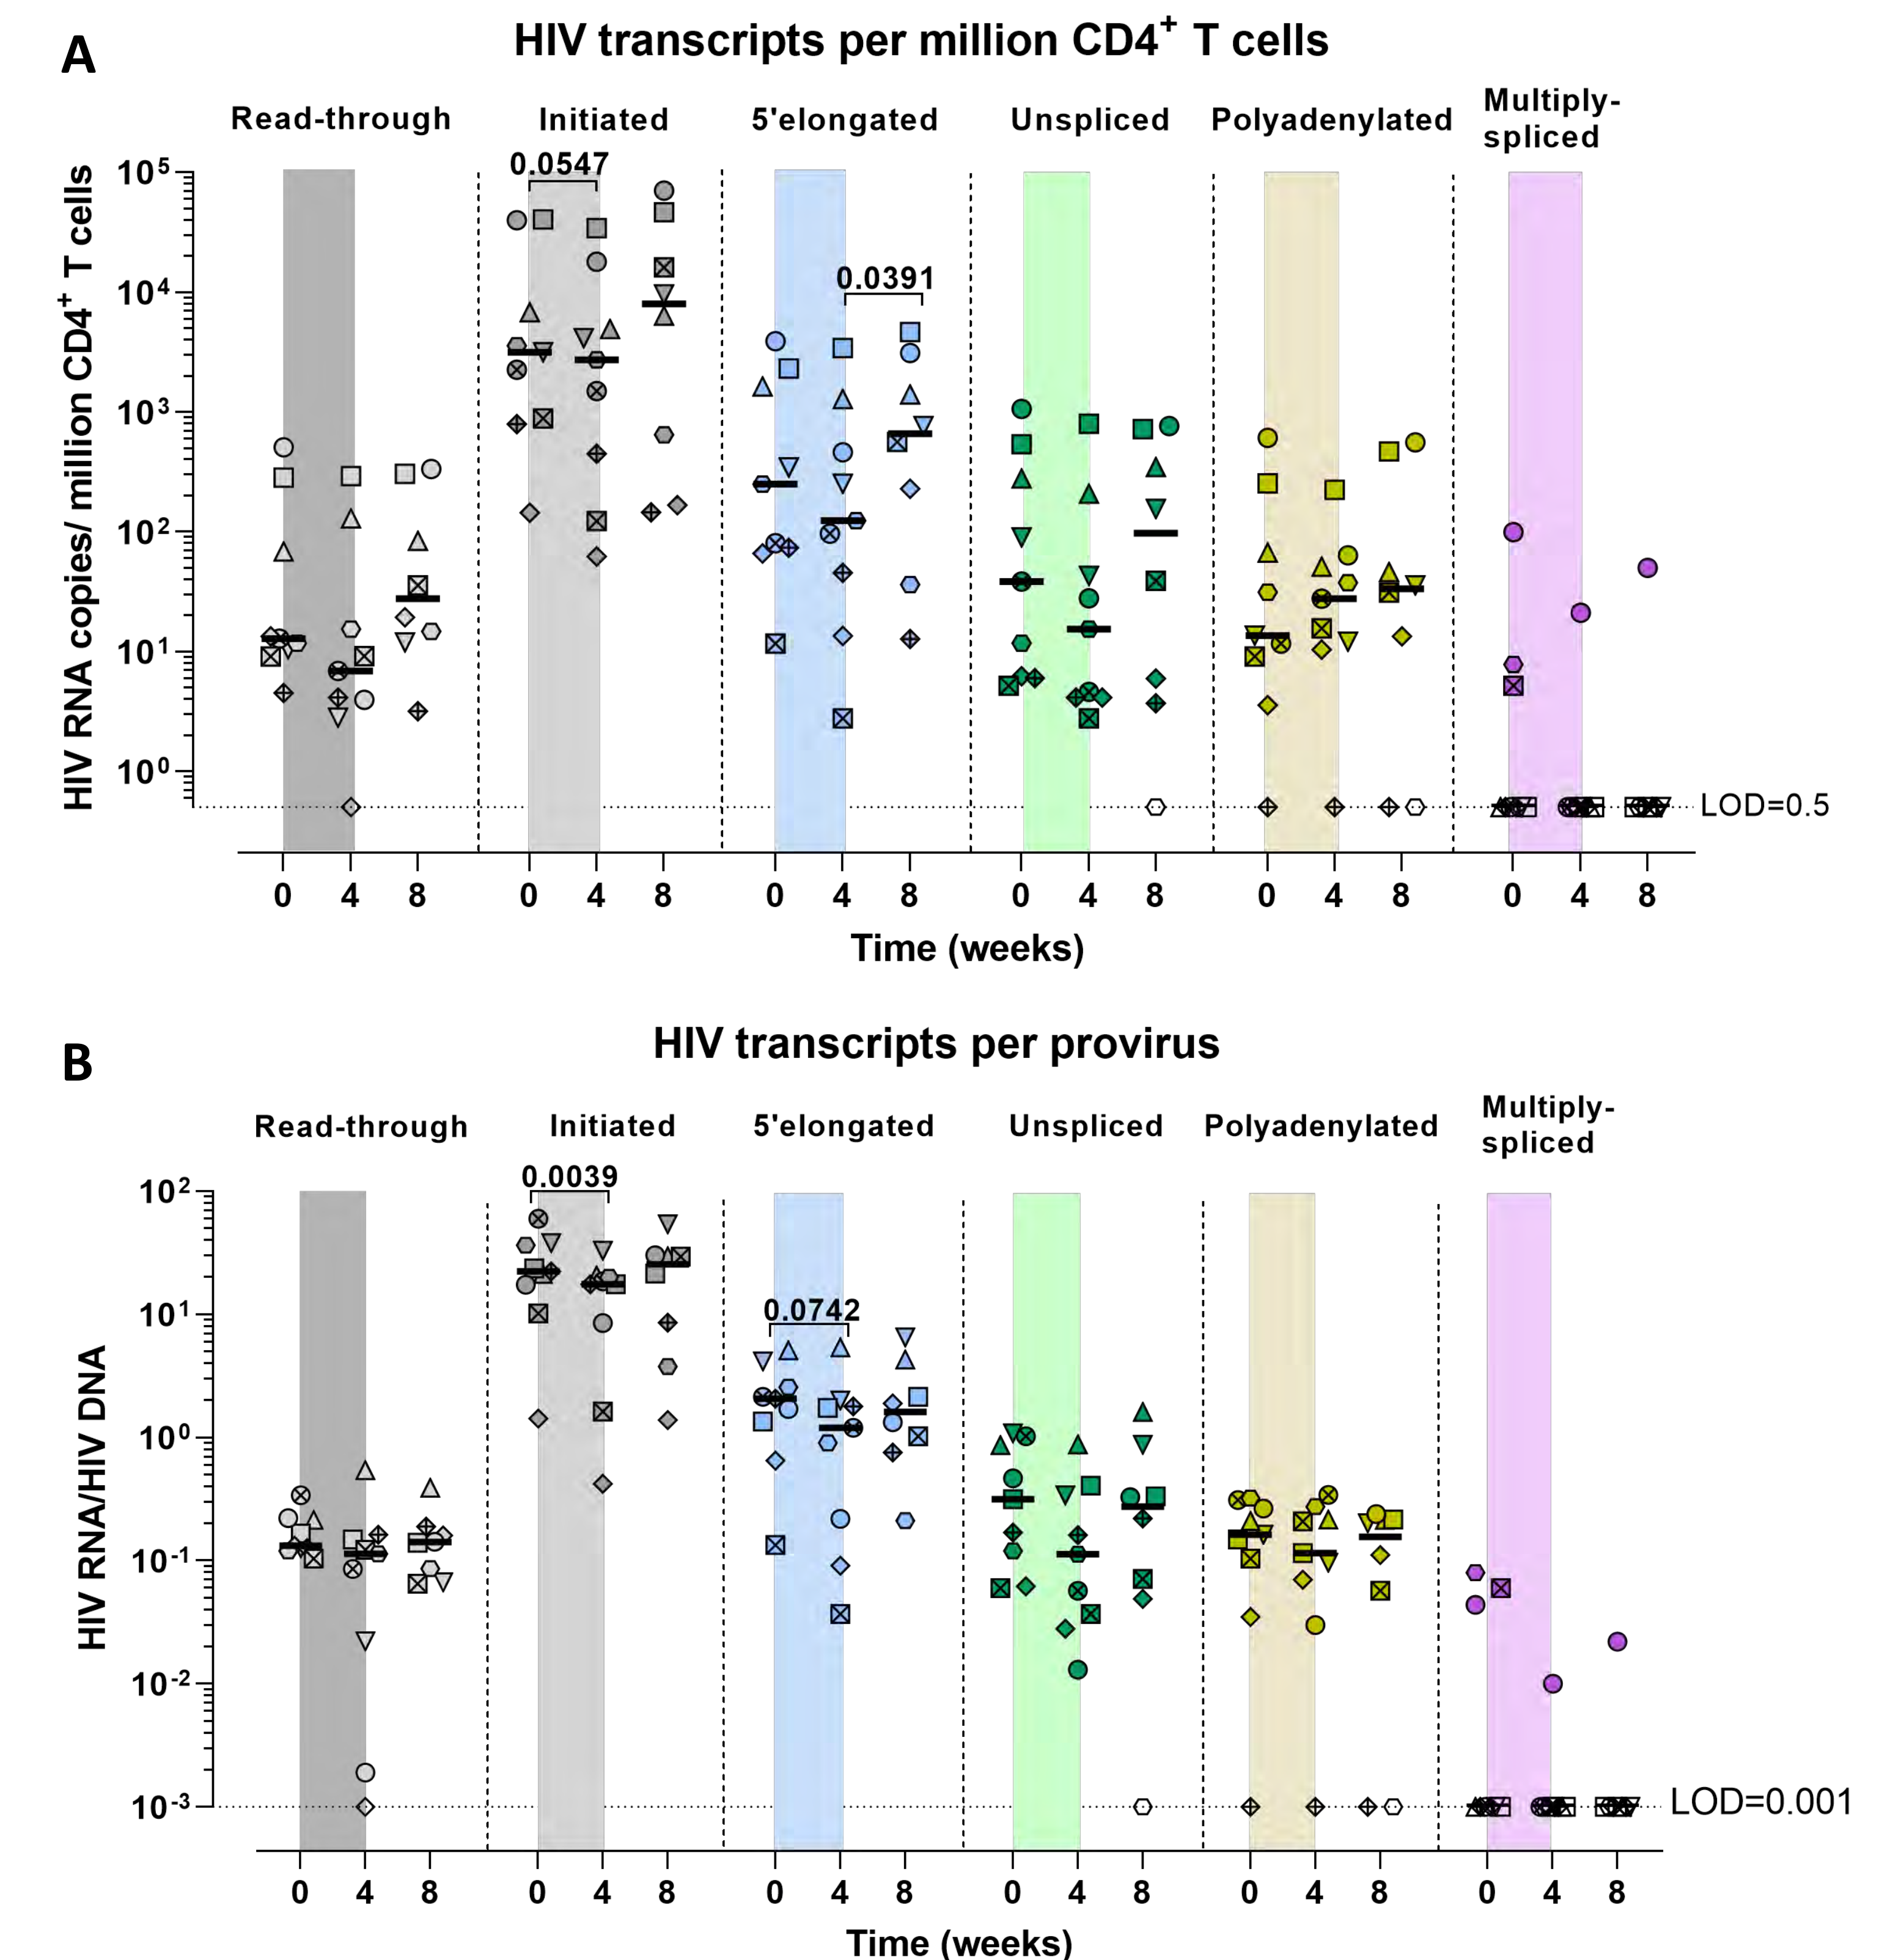 A
HIV transcripts per million CD4⁺ T cells
Read-through Initiated 5'elongated Unspliced Polyadenylated Multiply-
spliced
HIV RNA copies/ million CD4⁺ T cells
10⁵
10⁴
10³
10²
10¹
10⁰
0.0547
0.0391
LOD=0.5
0 4 8 0 4 8 0 4 8 0 4 8 0 4 8 0 4 8
Time (weeks)
B
HIV transcripts per provirus
Read-through Initiated 5'elongated Unspliced Polyadenylated Multiply-
spliced
HIV RNA/HIV DNA
10²
10¹
10⁰
10⁻¹
10⁻²
10⁻³
0.0039
0.0742
LOD=0.001
0 4 8 0 4 8 0 4 8 0 4 8 0 4 8 0 4 8
Time (weeks)